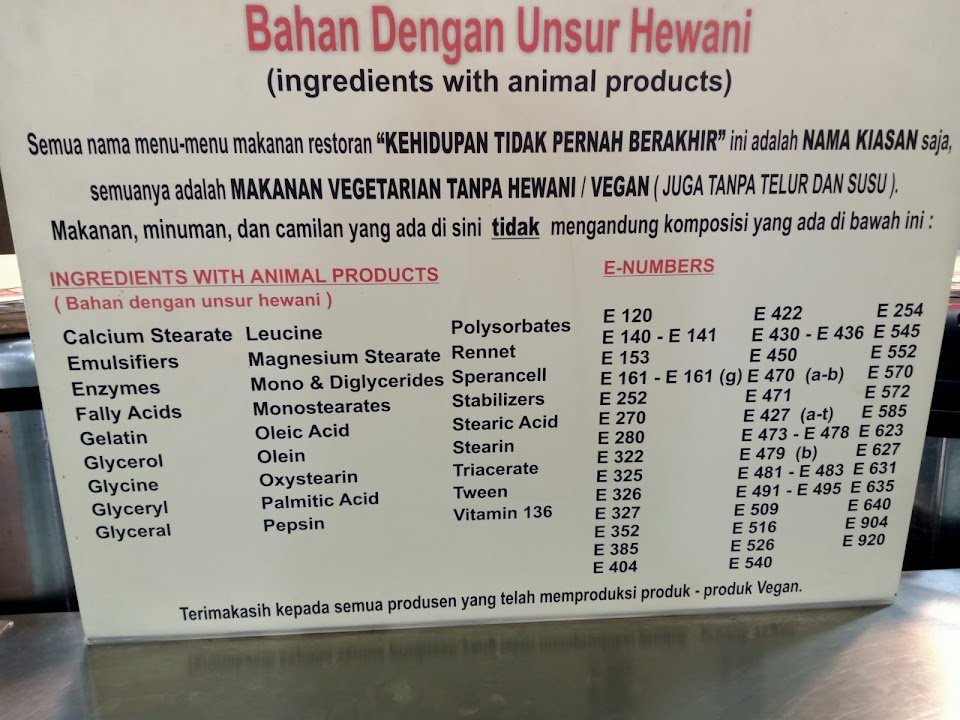 Bahan Dengan Unsur Hewani
(ingredients with animal products)
Semua nama menu-menu makanan restoran “KEHIDUPAN TIDAK PERNAH BERAKHIR” ini adalah NAMA KIASAN saja,
semuanya adalah MAKANAN VEGETARIAN TANPA HEWANI / VEGAN ( JUGA TANPA TELUR DAN SUSU ).
Makanan, minuman, dan camilan yang ada di sini tidak mengandung komposisi yang ada di bawah ini :
INGREDIENTS WITH ANIMAL PRODUCTS
( Bahan dengan unsur hewani )
Calcium Stearate
Emulsifiers
Enzymes
Fally Acids
Gelatin
Glycerol
Glycine
Glyceryl
Glyceral
Leucine
Magnesium Stearate
Mono & Diglycerides
Monostearates
Oleic Acid
Olein
Oxystearin
Palmitic Acid
Pepsin
Polysorbates
Rennet
Sperancell
Stabilizers
Stearic Acid
Stearin
Triacerate
Tween
Vitamin 136
E-NUMBERS
E 120
E 140 - E 141
E 153
E 161 - E 161 (g)
E 252
E 270
E 280
E 322
E 325
E 326
E 327
E 352
E 385
E 404
E 422
E 430 - E 436
E 450
E 470 (a-b)
E 471
E 427 (a-t)
E 473 - E 478
E 479 (b)
E 481 - E 483
E 491 - E 495
E 509
E 516
E 526
E 540
E 254
E 545
E 552
E 570
E 572
E 585
E 623
E 627
E 631
E 635
E 640
E 904
E 920
Terimakasih kepada semua produsen yang telah memproduksi produk - produk Vegan.